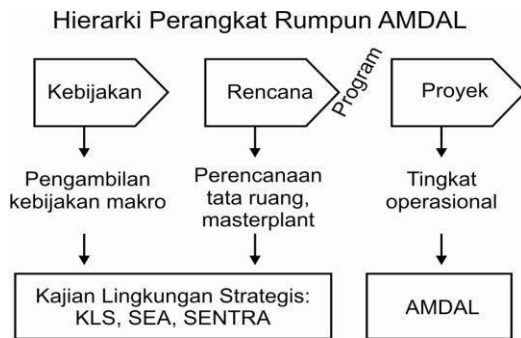 Hierarki Perangkat Rumpun AMDAL
Kebijakan
Rencana
Program
Proyek
Pengambilan
kebijakan makro
Perencanaan
tata ruang,
masterplant
Tingkat
operasional
Kajian Lingkungan Strategis:
KLS, SEA, SENTRA
AMDAL